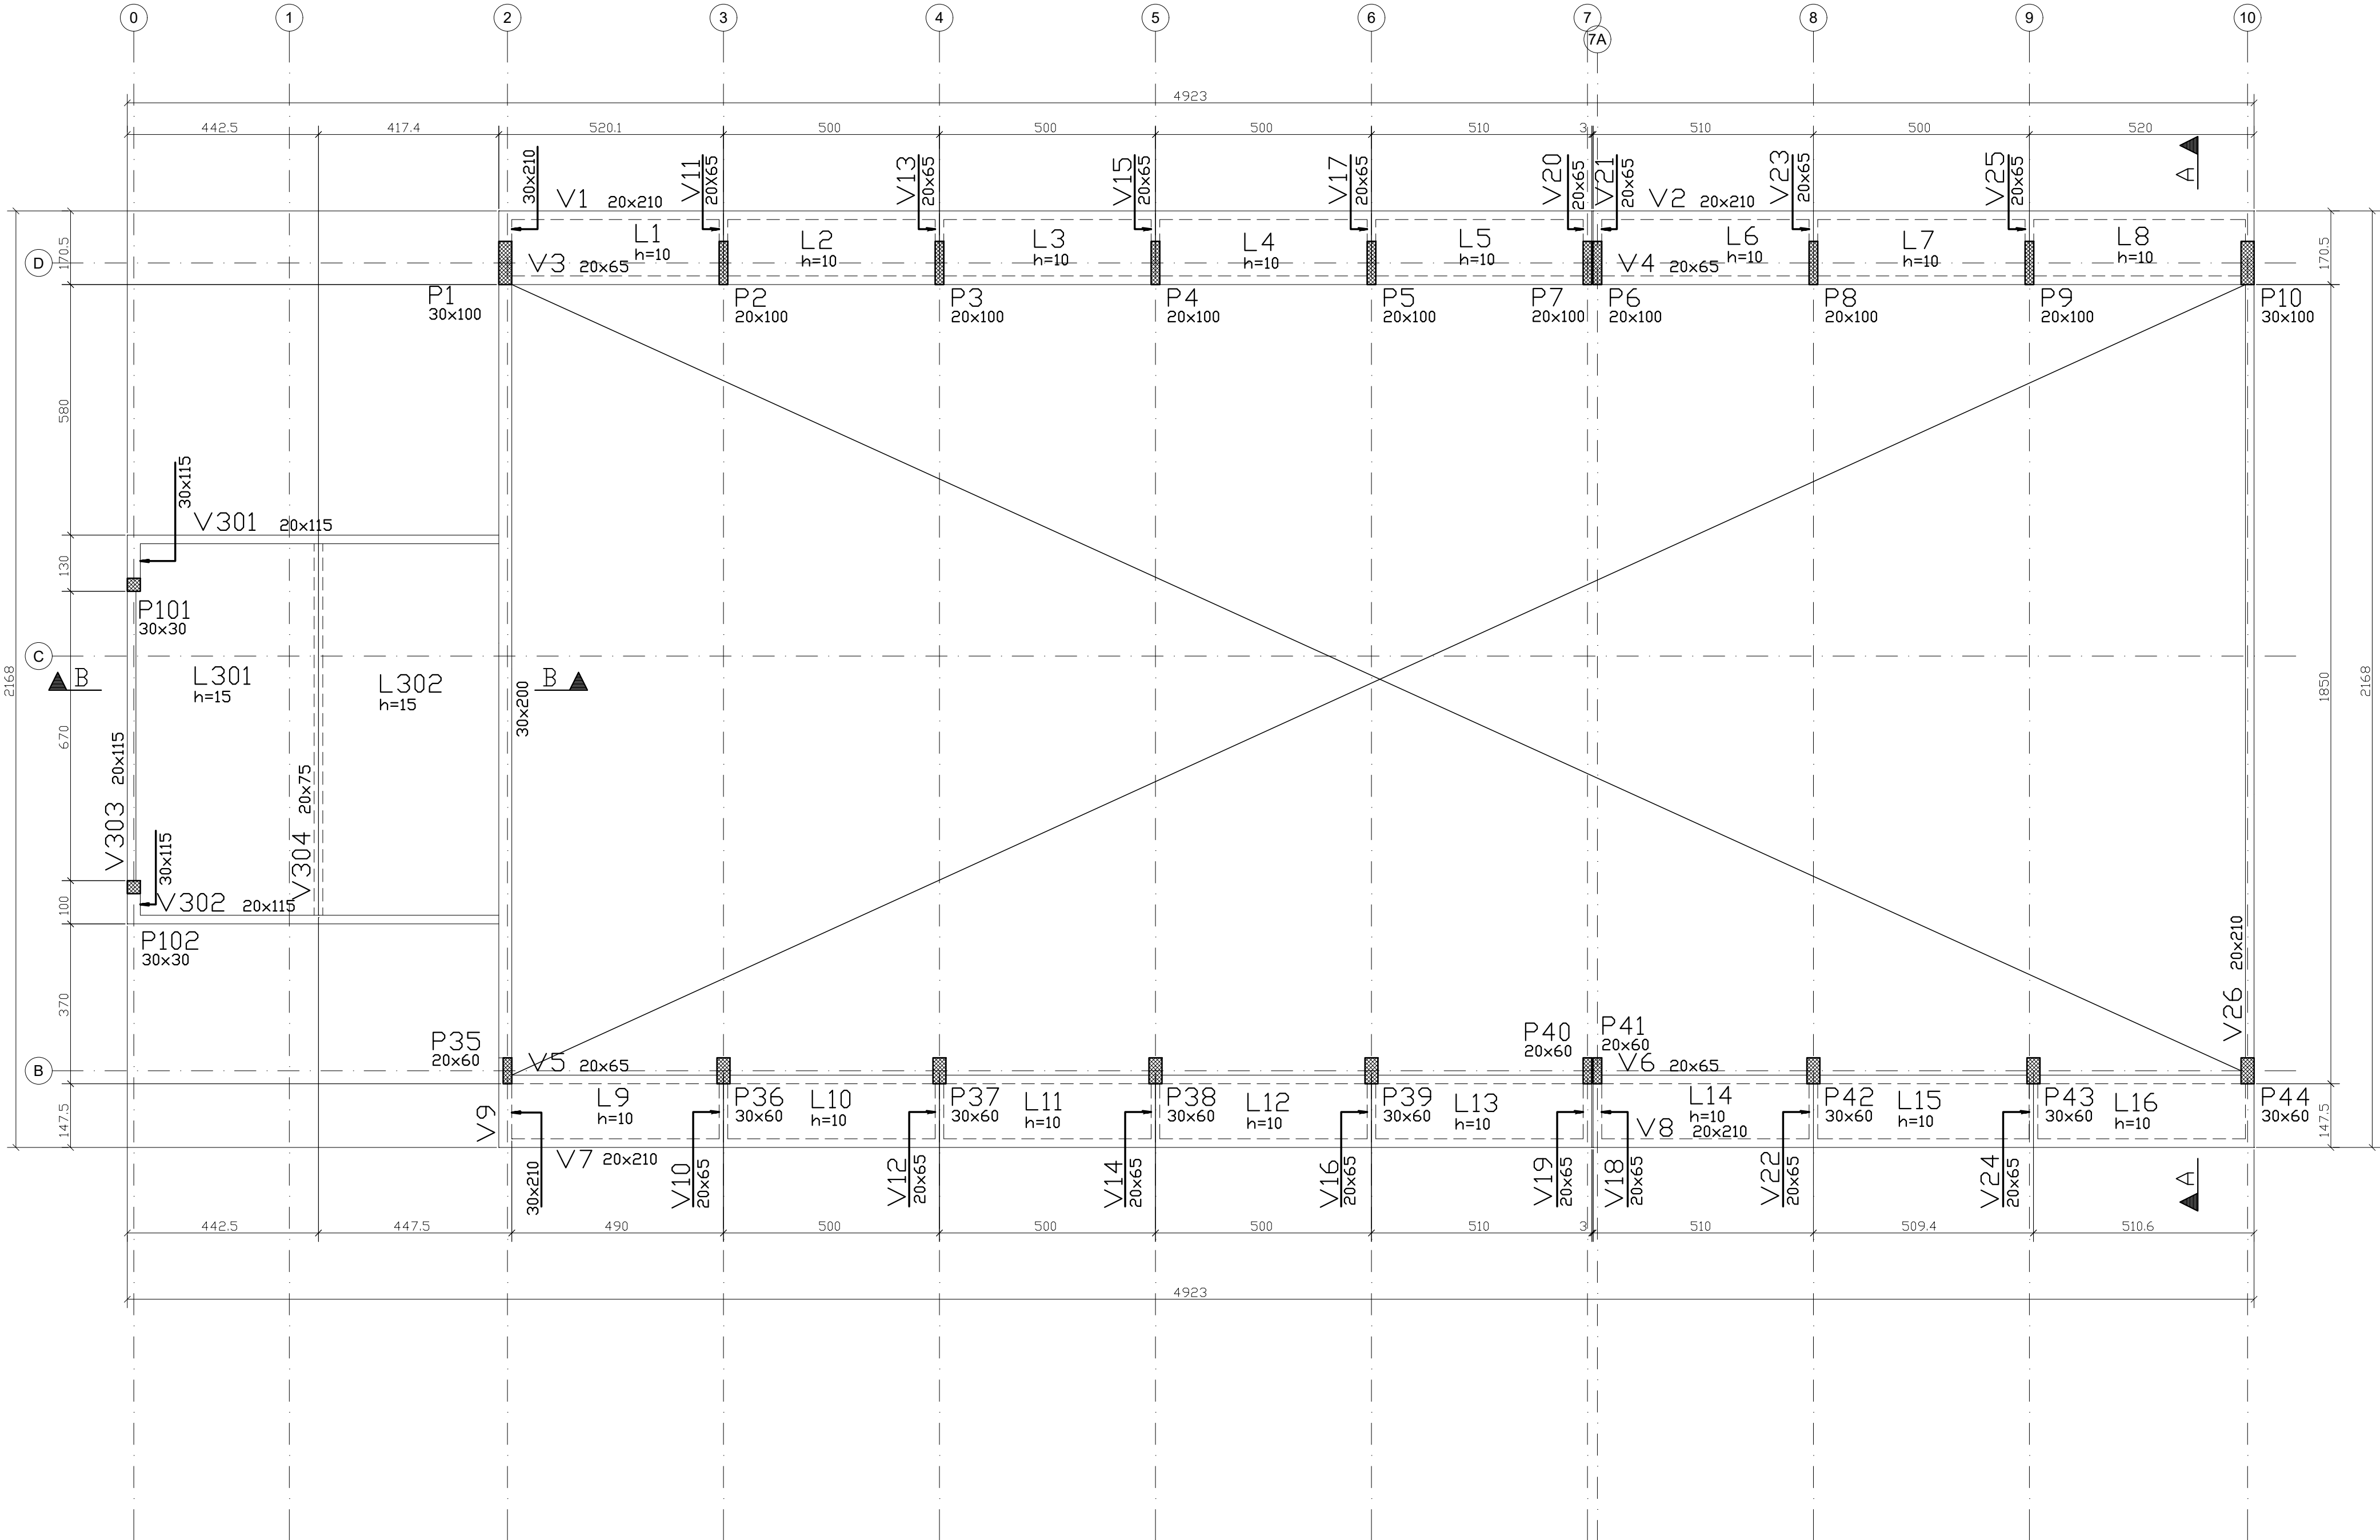 0 1 2 3 4 5 6 7 8 9 10
7A
4923
442.5 417.4 520.1 500 500 500 510 3 510 500 520
30x210
V11 20X65
V13 20x65
V15 20x65
V17 20x65
V20 20x65
V21 20x65
V23 20x65
V25 20x65
A
V1 20x210
V2 20x210
L1 h=10
L2 h=10
L3 h=10
L4 h=10
L5 h=10
L6 h=10
L7 h=10
L8 h=10
D
170.5
170.5
V3 20x65
V4 20x65
P1 30x100
P2 20x100
P3 20x100
P4 20x100
P5 20x100
P7 20x100
P6 20x100
P8 20x100
P9 20x100
P10 30x100
580
30x115
V301 20x115
130
P101 30x30
C
B
B
2168
L301 h=15
L302 h=15
30x200
1850
2168
670
20x115
V303
20x75
V304
30x115
V302 20x115
100
P102 30x30
370
20x210
V26
B
P35 20x60
V5 20x65
P40 20x60
P41 20x60
V6 20x65
147.5
V9
L9 h=10
P36 30x60
L10 h=10
P37 30x60
L11 h=10
P38 30x60
L12 h=10
P39 30x60
L13 h=10
L14 h=10
P42 30x60
L15 h=10
P43 30x60
L16 h=10
P44 30x60
147.5
V8 20x210
V7 20x210
30x210
V10 20x65
V12 20x65
V14 20x65
V16 20x65
V19 20x65
V18 20x65
V22 20x65
V24 20x65
A
442.5 447.5 490 500 500 500 510 3 510 509.4 510.6
4923